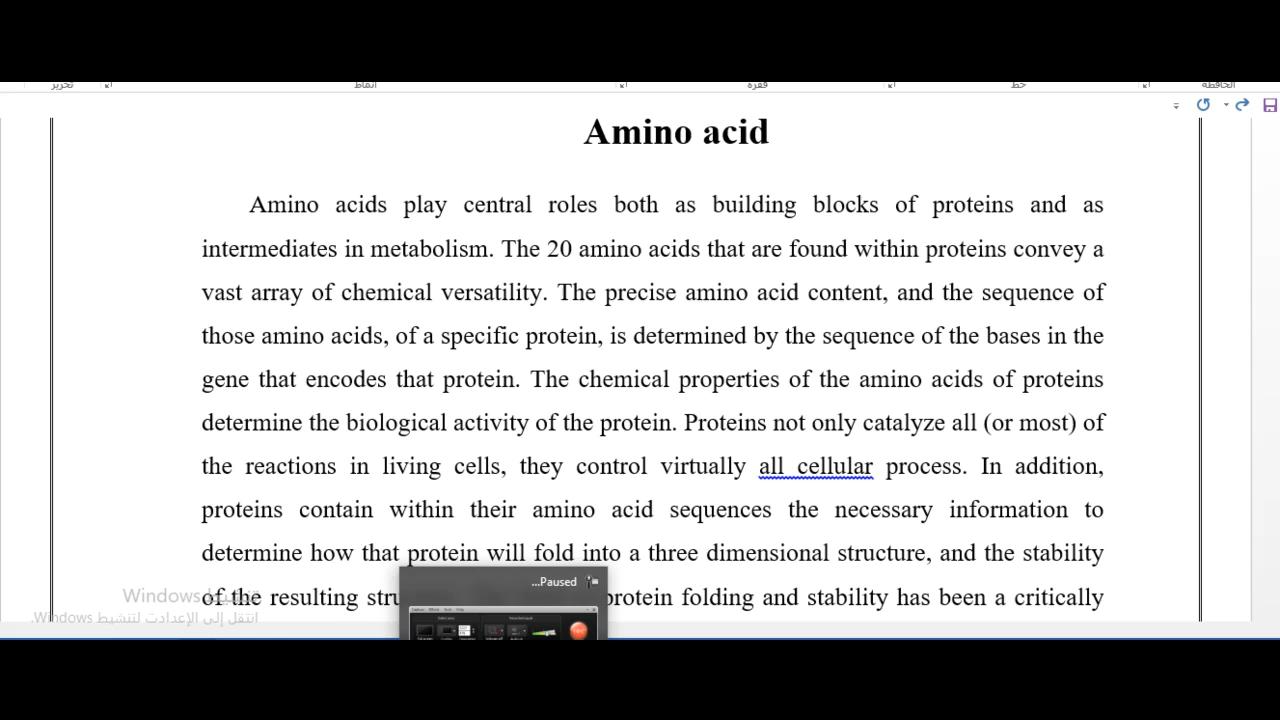 تحرير أنماط فقرة خط الحافظة
Amino acid
Amino acids play central roles both as building blocks of proteins and as
intermediates in metabolism. The 20 amino acids that are found within proteins convey a
vast array of chemical versatility. The precise amino acid content, and the sequence of
those amino acids, of a specific protein, is determined by the sequence of the bases in the
gene that encodes that protein. The chemical properties of the amino acids of proteins
determine the biological activity of the protein. Proteins not only catalyze all (or most) of
the reactions in living cells, they control virtually all cellular process. In addition,
proteins contain within their amino acid sequences the necessary information to
determine how that protein will fold into a three dimensional structure, and the stability
...Paused
of the resulting protein folding and stability has been a critically
تنشيط Windows
انتقل إلى الإعدادت لتنشيط Windows.